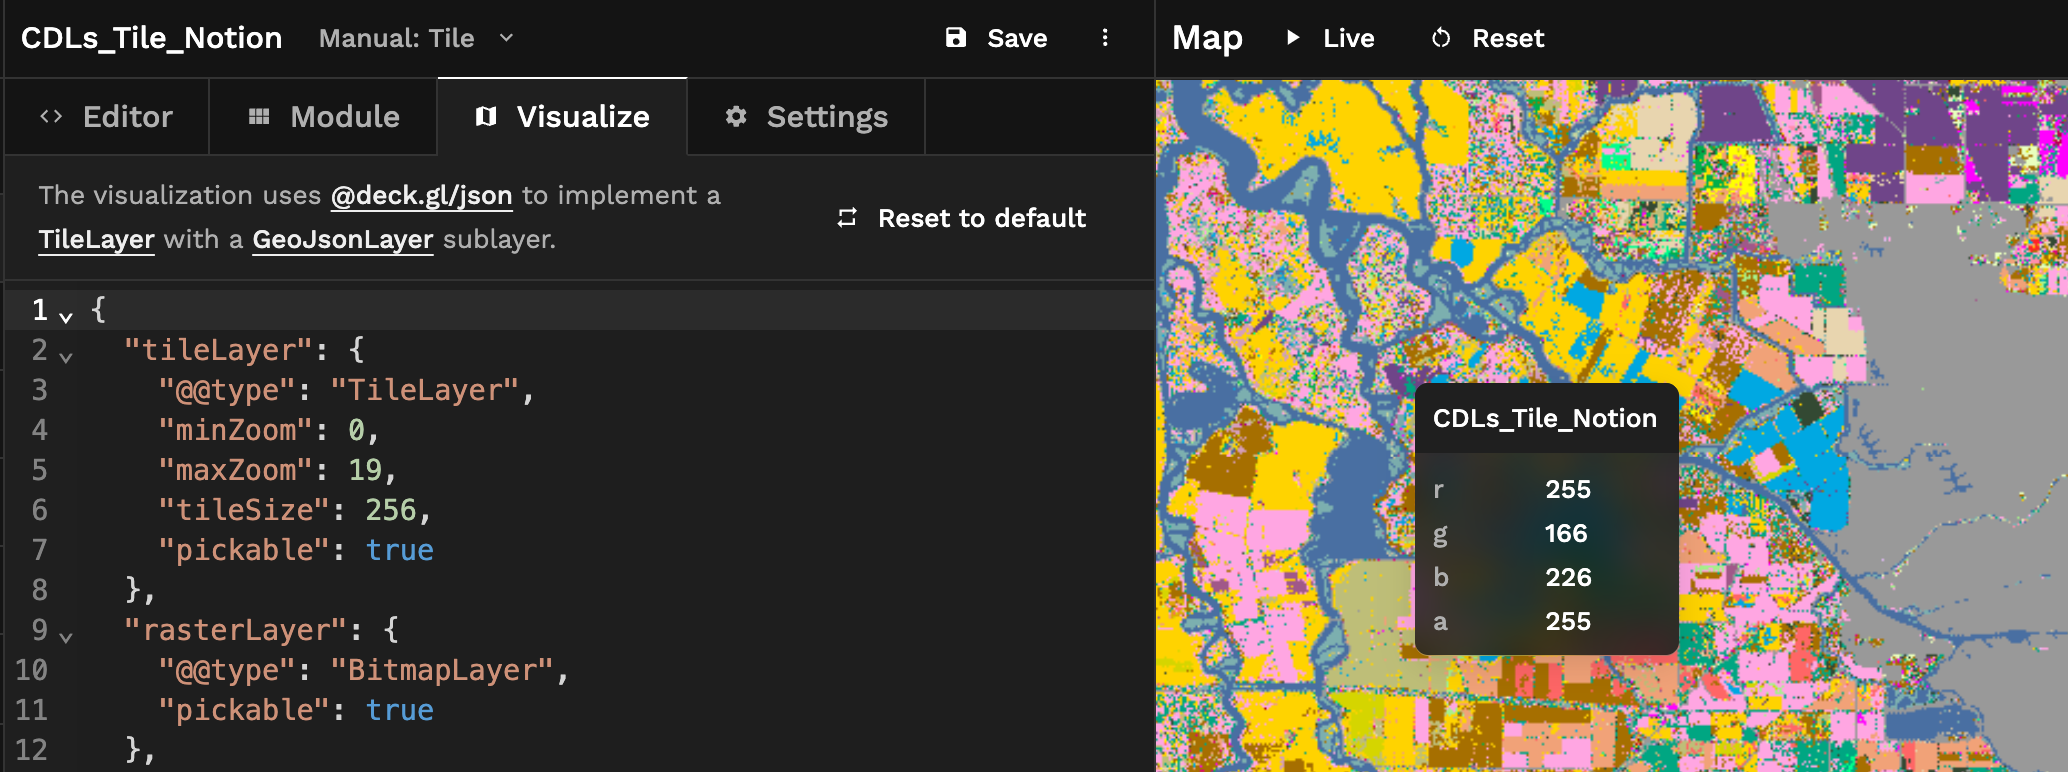 CDLs_Tile_Notion Manual: Tile Save
Editor Module Visualize Settings
The visualization uses @deck.gl/json to implement a
TileLayer with a GeoJsonLayer sublayer.
Reset to default
1 {
2 "tileLayer": {
3 "@@type": "TileLayer",
4 "minZoom": 0,
5 "maxZoom": 19,
6 "tileSize": 256,
7 "pickable": true
8 },
9 "rasterLayer": {
10 "@@type": "BitmapLayer",
11 "pickable": true
12 },
Map Live Reset
CDLs_Tile_Notion
r 255
g 166
b 226
a 255